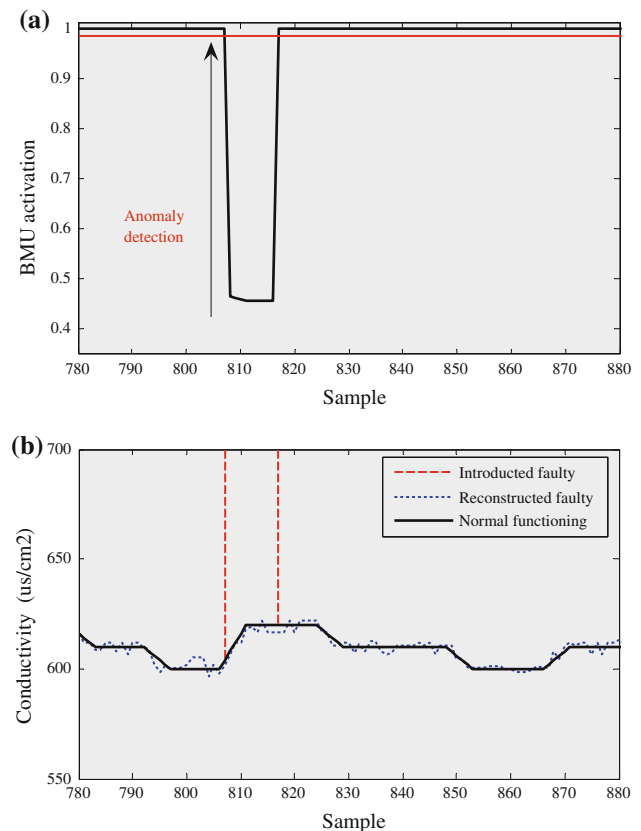 (a)
1
0.9
0.8
0.7
0.6
0.5
0.4
BMU activation
Anomaly
detection
780 790 800 810 820 830 840 850 860 870 880
Sample
(b)
700
650
600
550
Conductivity (us/cm2)
Introducted faulty
Reconstructed faulty
Normal functioning
780 790 800 810 820 830 840 850 860 870 880
Sample